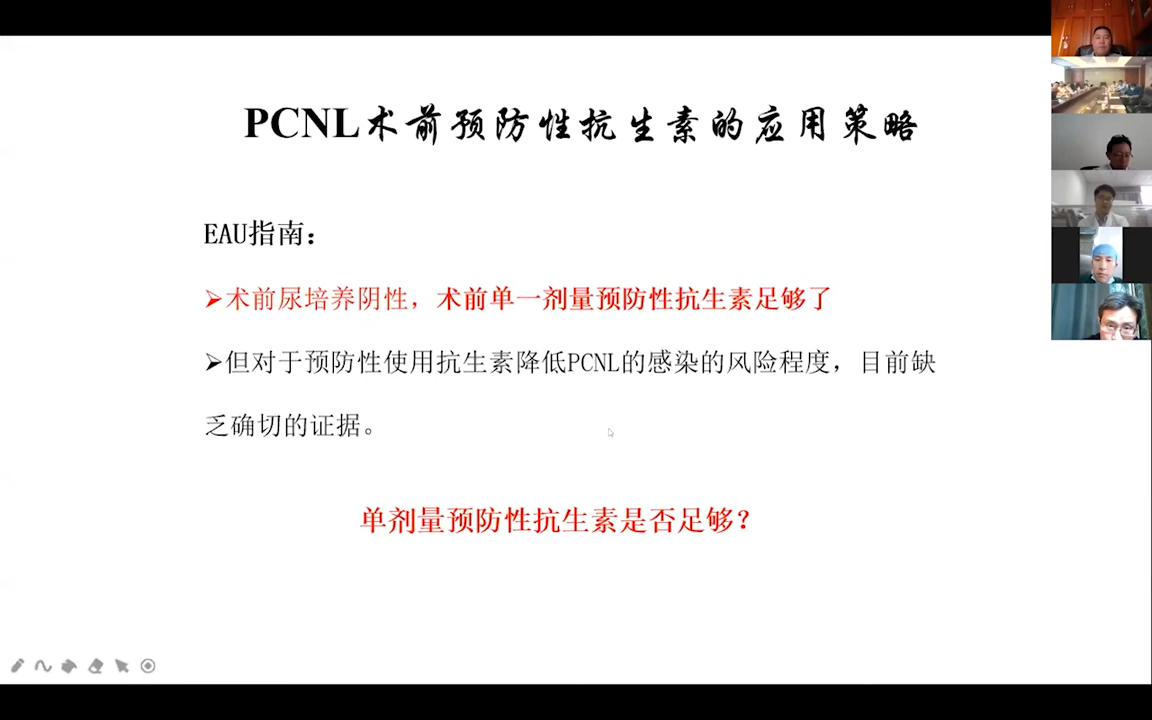 PCNL术前预防性抗生素的应用策略
EAU指南：
➢术前尿培养阴性，术前单一剂量预防性抗生素足够了
➢但对于预防性使用抗生素降低PCNL的感染的风险程度，目前缺
乏确切的证据。
单剂量预防性抗生素是否足够？